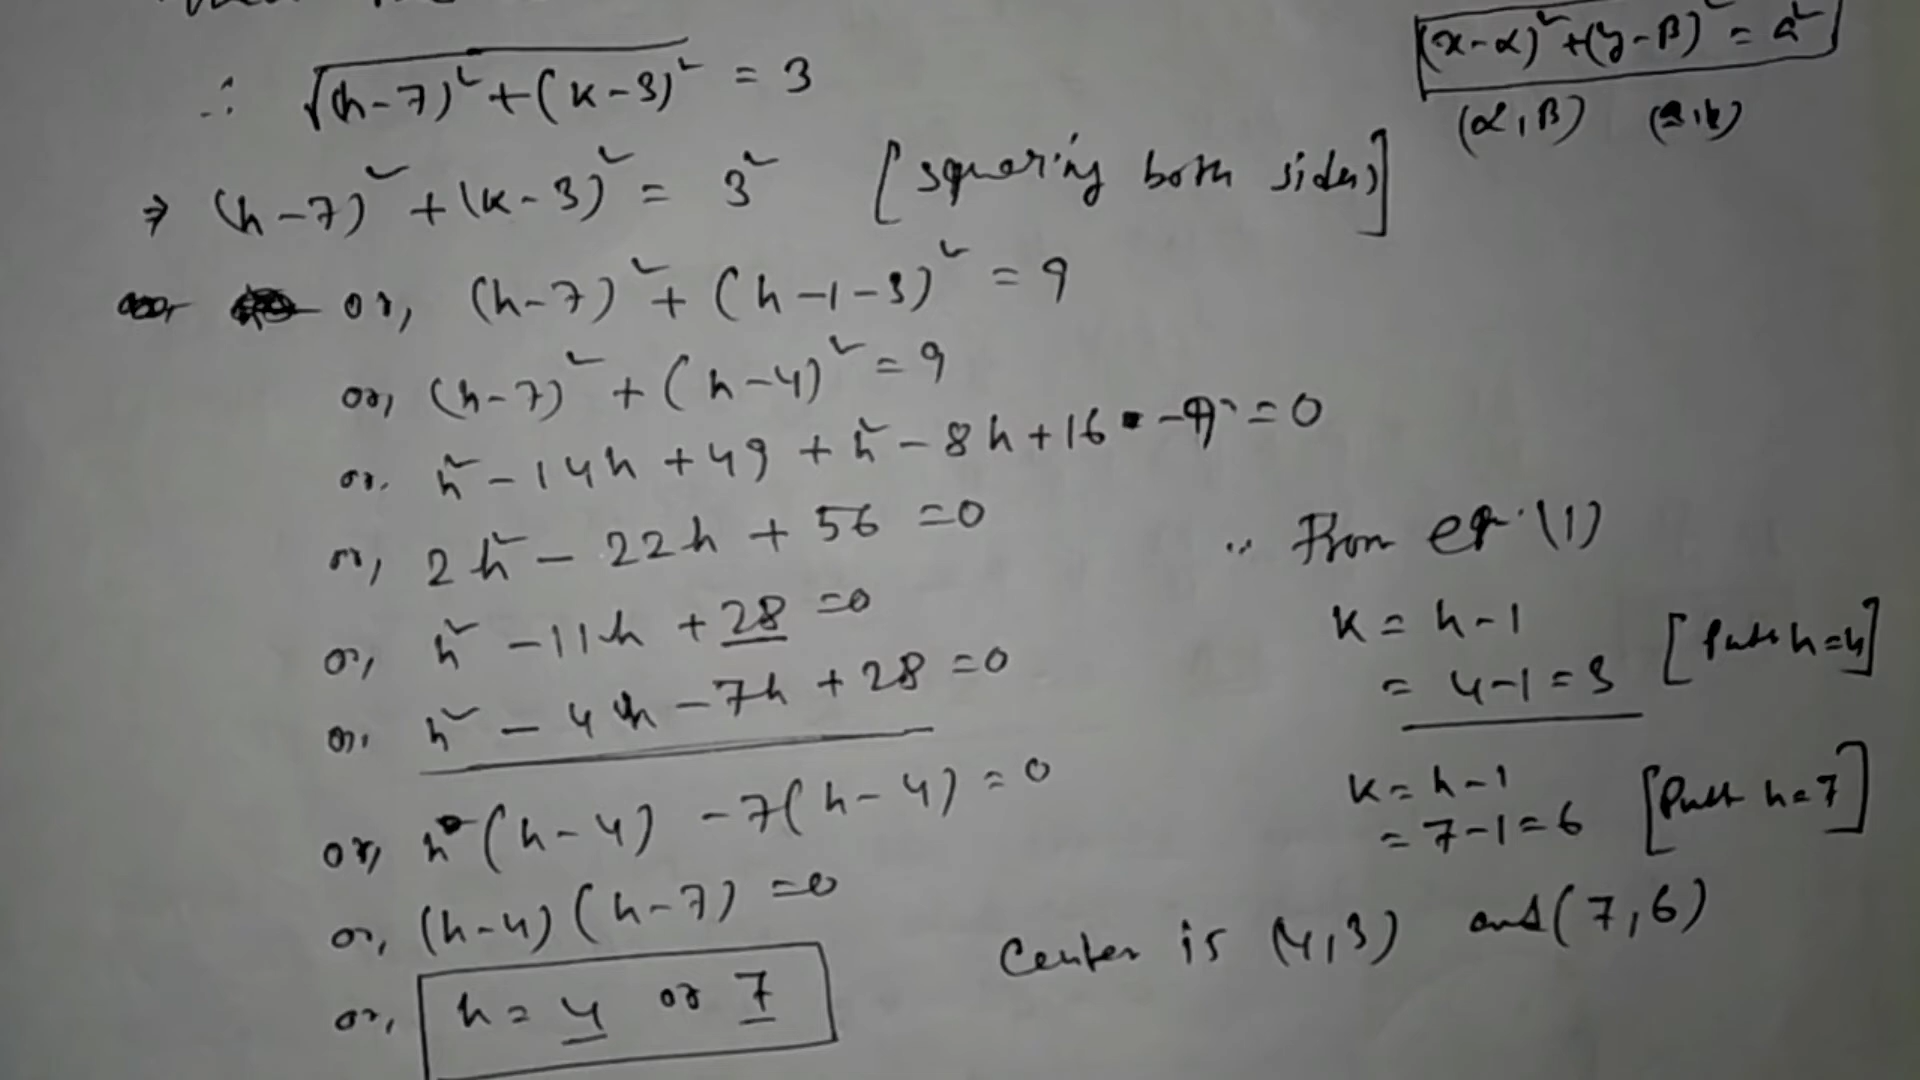 ∴ √(h-7)² + (k-3)² = 3
(x-α)² + (y-β)² = a²
(α, β)
⇒ (h-7)² + (k-3)² = 3² [squaring both sides]
or, (h-7)² + (h-1-3)² = 9
or, (h-7)² + (h-4)² = 9
or, h² - 14h + 49 + h² - 8h + 16 - 9 = 0
or, 2h² - 22h + 56 = 0
or, h² - 11h + 28 = 0
or, h² - 4h - 7h + 28 = 0
or, h(h-4) - 7(h-4) = 0
or, (h-4)(h-7) = 0
or, h = 4 or 7
∴ From eq. (1)
k = h-1
= 4-1 = 3 [Putt h=4]
k = h-1
= 7-1 = 6 [Putt h=7]
Center is (4,3) and (7,6)